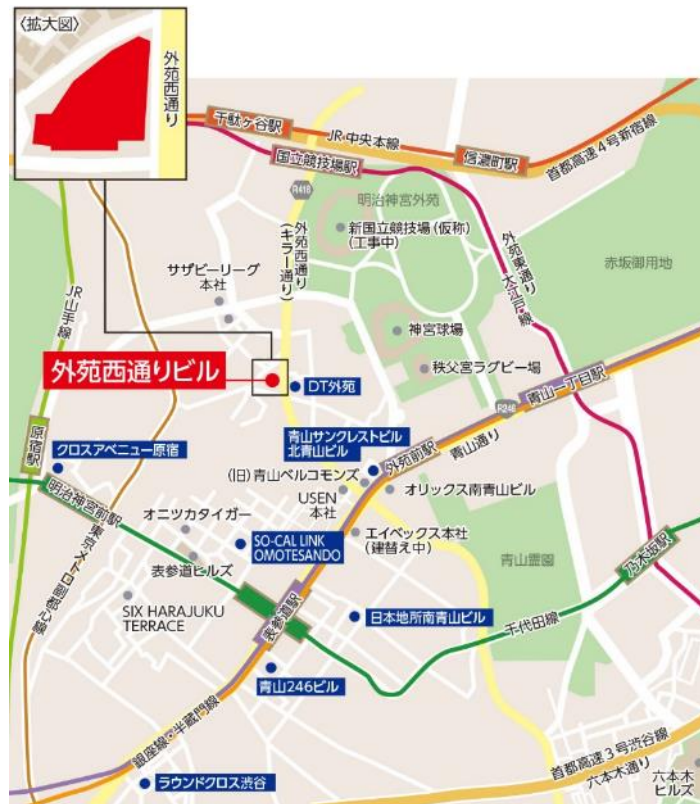 〈拡大図〉
外苑西通り
千駄ヶ谷駅
JR・中央本線
信濃町駅
首都高速4号新宿線
国立競技場駅
R418
明治神宮外苑
外苑西通り
(キラー通り)
新国立競技場(仮称)
(工事中)
外苑東通り
大江戸線
赤坂御用地
サザビーリーグ
本社
JR山手線
神宮球場
秩父宮ラグビー場
外苑西通りビル
DT外苑
青山一丁目駅
R246
青山通り
原宿駅
クロスアベニュー原宿
青山サンクレストビル
北青山ビル
外苑前駅
(旧)青山ベルコモンズ
オリックス南青山ビル
USEN
本社
明治神宮前駅
オニツカタイガー
SO-CAL LINK
OMOTESANDO
エイベックス本社
(建替え中)
青山霊園
乃木坂駅
東京メトロ副都心線
表参道ヒルズ
SIX HARAJUKU
TERRACE
表参道駅
日本地所南青山ビル
千代田線
青山246ビル
銀座線・半蔵門線
ラウンドクロス渋谷
首都高速3号渋谷線
六本木通り
六本木
ヒルズ